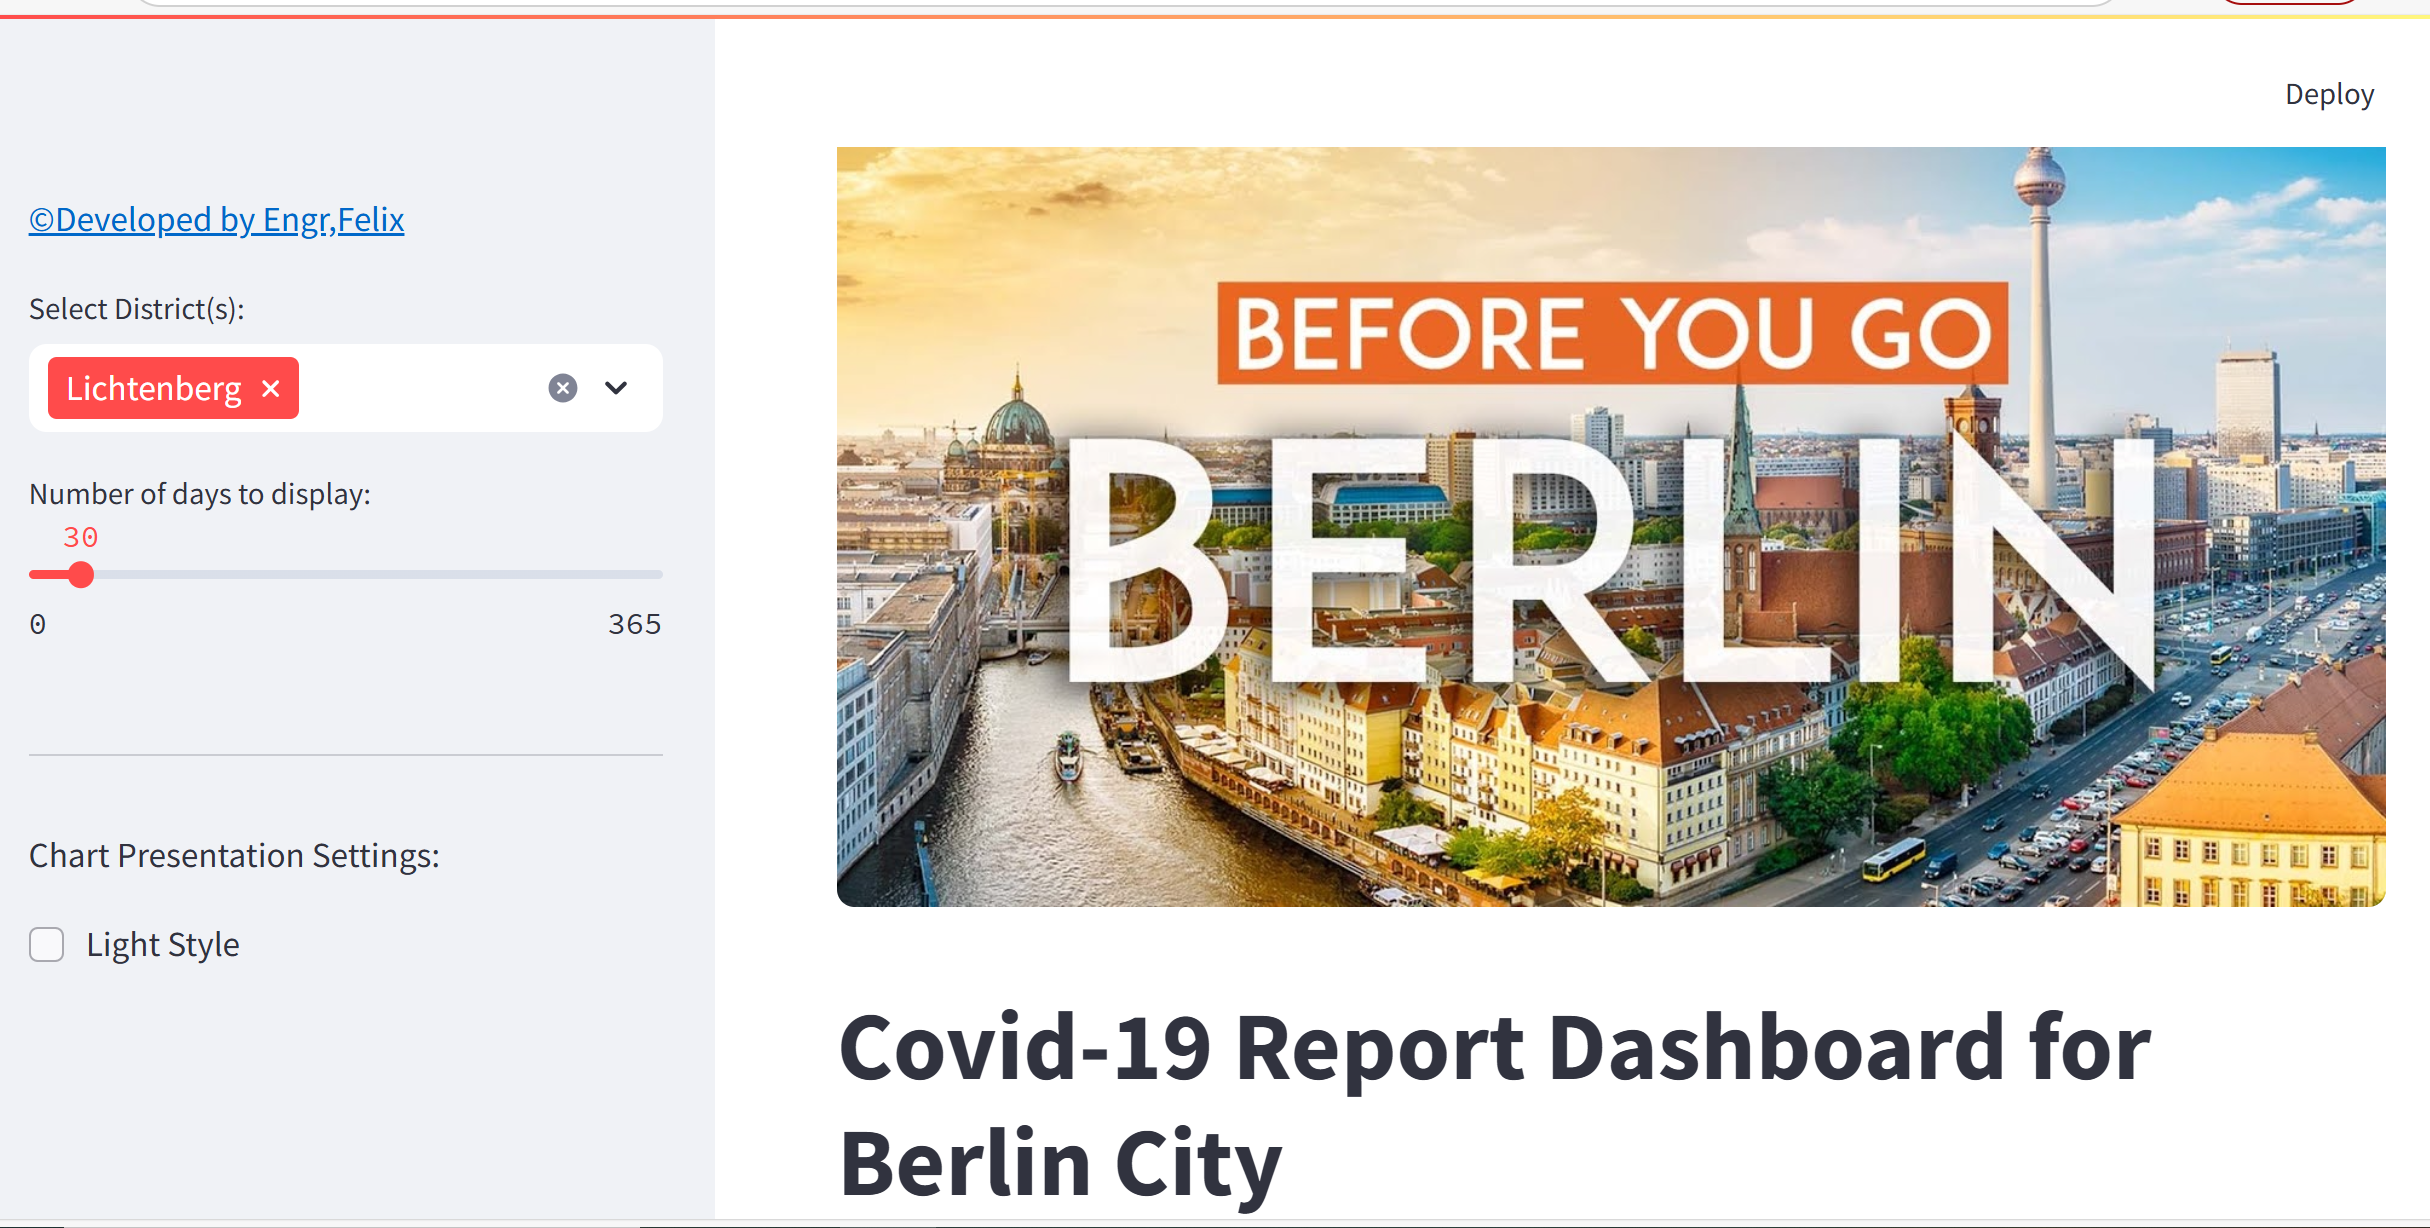 Deploy
©Developed by Engr,Felix
Select District(s):
Lichtenberg
Number of days to display:
30
0
365
Chart Presentation Settings:
Light Style
BEFORE YOU GO
BERLIN
Covid-19 Report Dashboard for
Berlin City